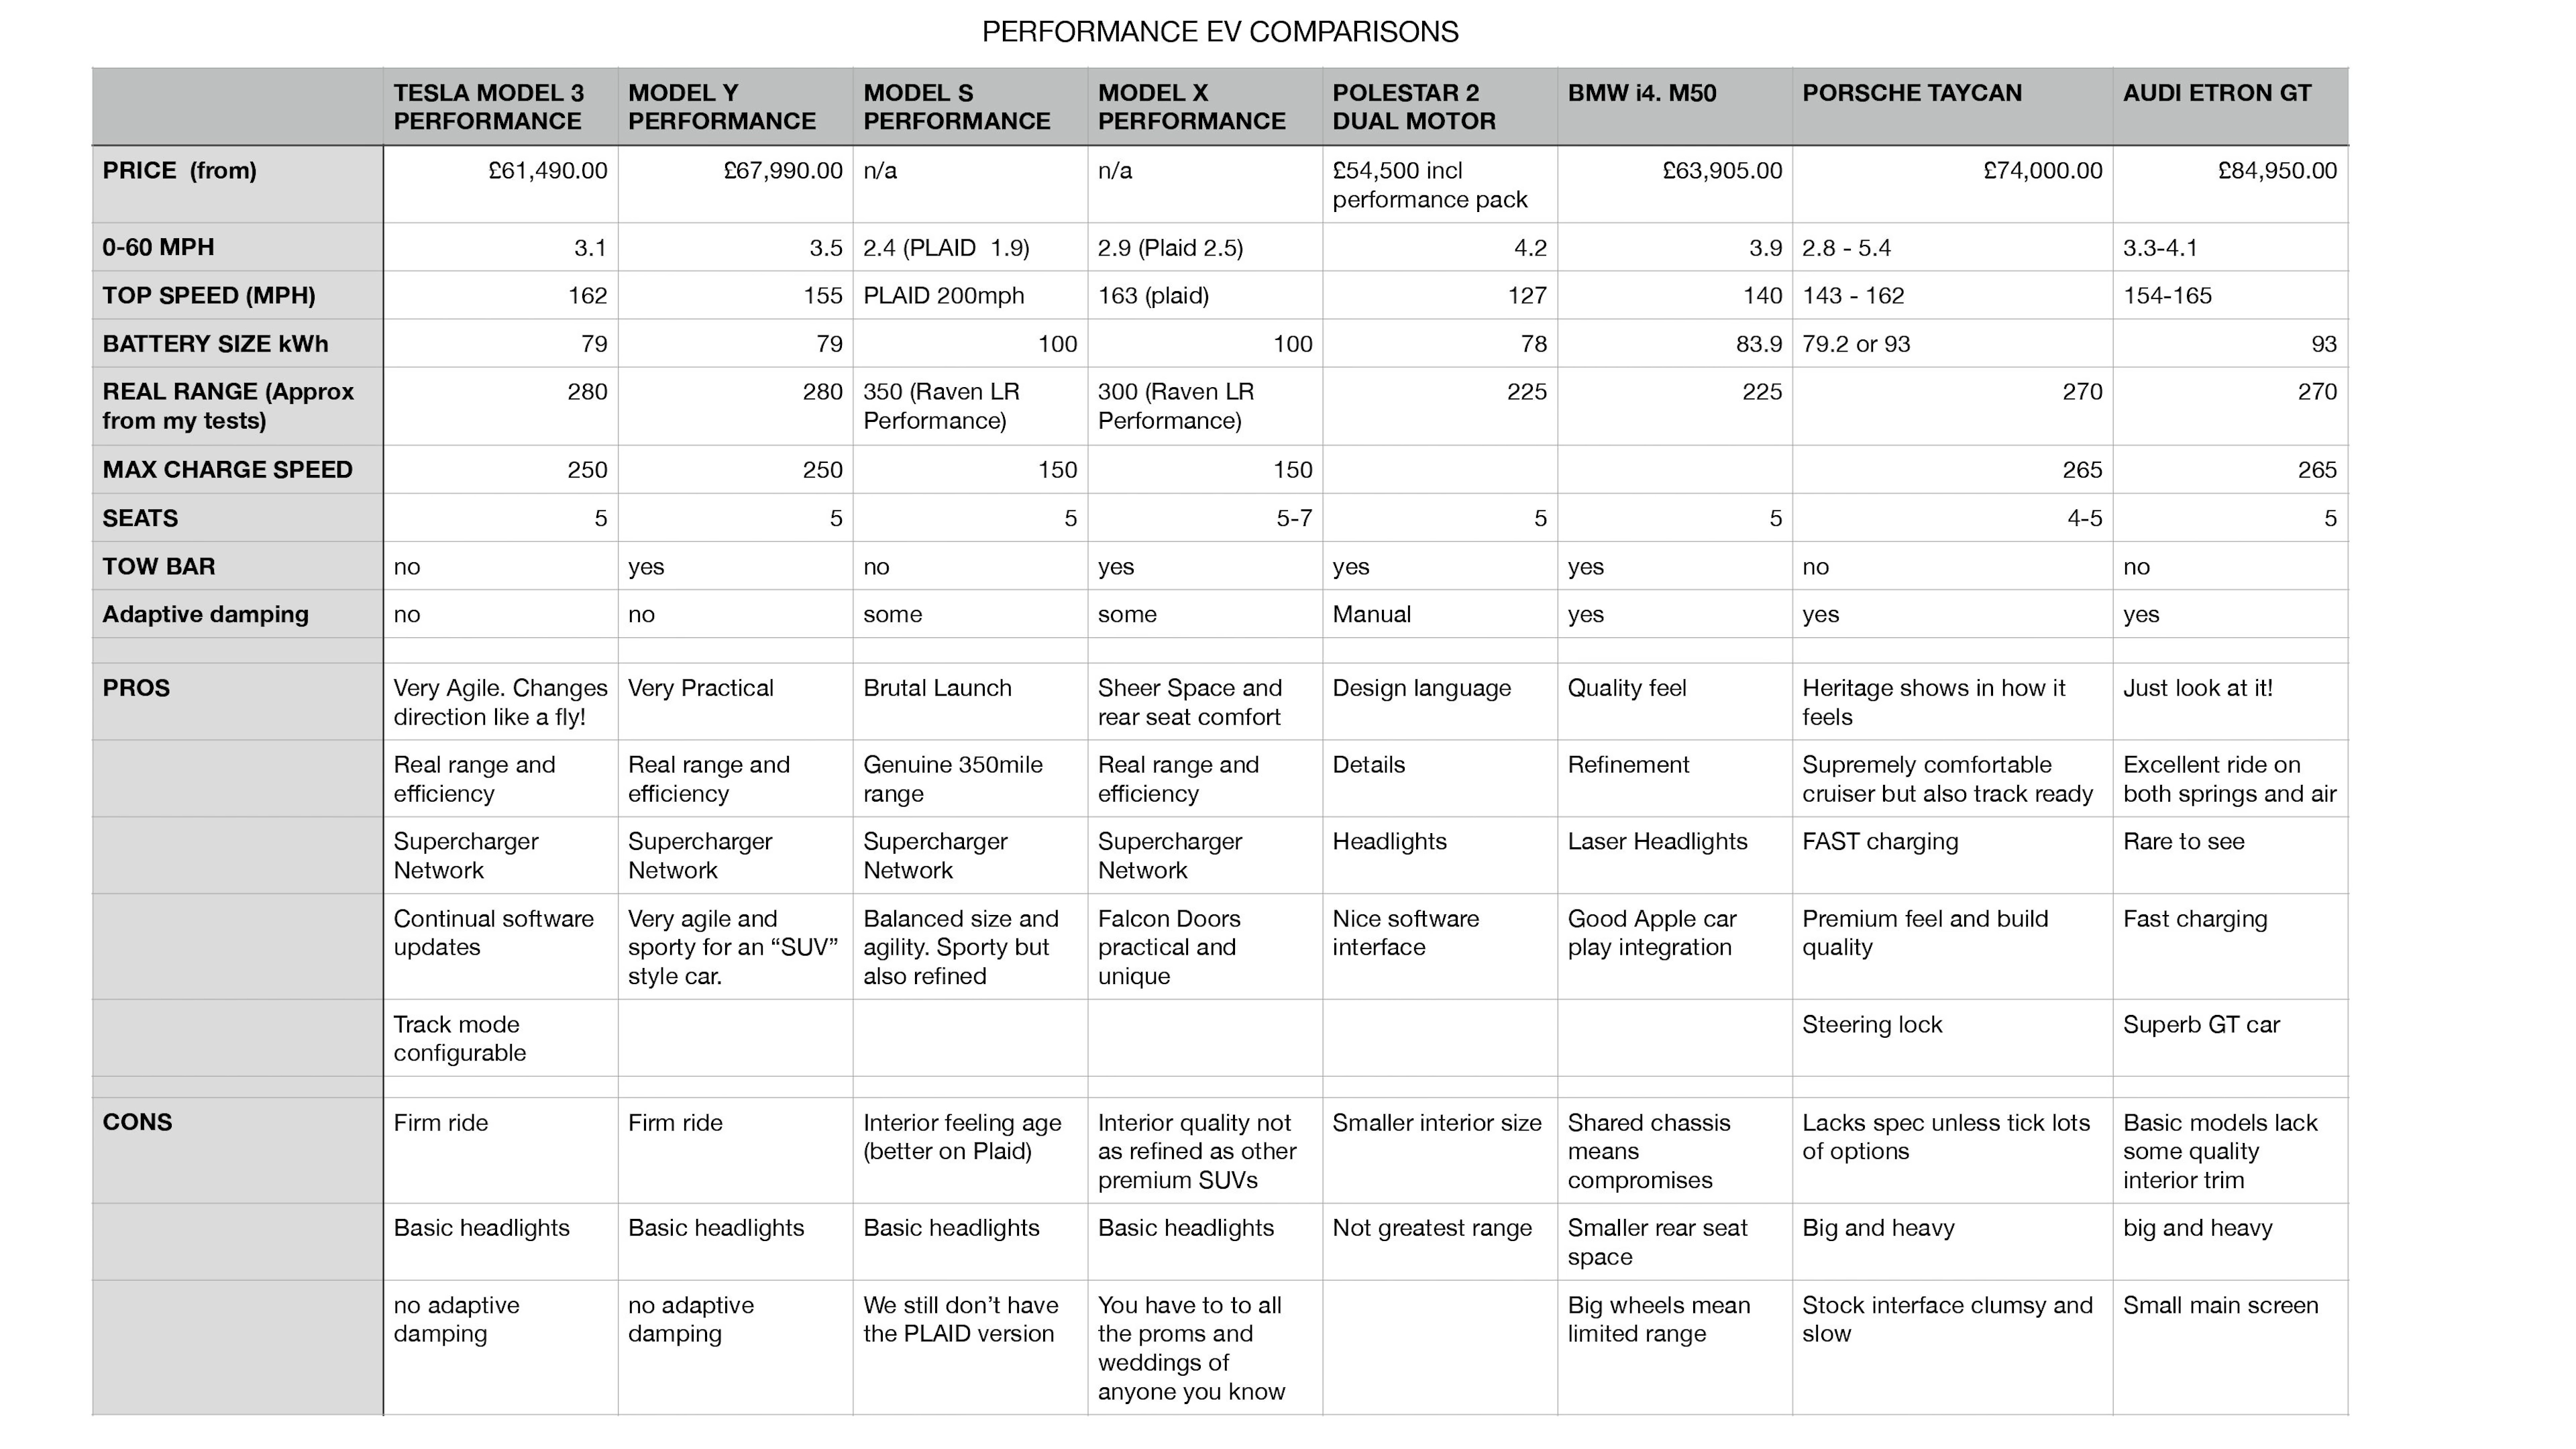 PERFORMANCE EV COMPARISONS
TESLA MODEL 3 PERFORMANCE | MODEL Y PERFORMANCE | MODEL S PERFORMANCE | MODEL X PERFORMANCE | POLESTAR 2 DUAL MOTOR | BMW i4. M50 | PORSCHE TAYCAN | AUDI ETRON GT
PRICE (from) | £61,490.00 | £67,990.00 | n/a | n/a | £54,500 incl performance pack | £63,905.00 | £74,000.00 | £84,950.00
0-60 MPH | 3.1 | 3.5 | 2.4 (PLAID 1.9) | 2.9 (Plaid 2.5) | 4.2 | 3.9 | 2.8 - 5.4 | 3.3-4.1
TOP SPEED (MPH) | 162 | 155 | PLAID 200mph | 163 (plaid) | 127 | 140 | 143 - 162 | 154-165
BATTERY SIZE kWh | 79 | 79 | 100 | 100 | 78 | 83.9 | 79.2 or 93 | 93
REAL RANGE (Approx from my tests) | 280 | 280 | 350 (Raven LR Performance) | 300 (Raven LR Performance) | 225 | 225 | 270 | 270
MAX CHARGE SPEED | 250 | 250 | 150 | 150 | | | 265 | 265
SEATS | 5 | 5 | 5 | 5-7 | 5 | 5 | 4-5 | 5
TOW BAR | no | yes | no | yes | yes | yes | no | no
Adaptive damping | no | no | some | some | Manual | yes | yes | yes
PROS | Very Agile. Changes direction like a fly! | Very Practical | Brutal Launch | Sheer Space and rear seat comfort | Design language | Quality feel | Heritage shows in how it feels | Just look at it!
Real range and efficiency | Real range and efficiency | Genuine 350mile range | Real range and efficiency | Details | Refinement | Supremely comfortable cruiser but also track ready | Excellent ride on both springs and air
Supercharger Network | Supercharger Network | Supercharger Network | Supercharger Network | Headlights | Laser Headlights | FAST charging | Rare to see
Continual software updates | Very agile and sporty for an “SUV” style car. | Balanced size and agility. Sporty but also refined | Falcon Doors practical and unique | Nice software interface | Good Apple car play integration | Premium feel and build quality | Fast charging
Track mode configurable | | | | | | Steering lock | Superb GT car
CONS | Firm ride | Firm ride | Interior feeling age (better on Plaid) | Interior quality not as refined as other premium SUVs | Smaller interior size | Shared chassis means compromises | Lacks spec unless tick lots of options | Basic models lack some quality interior trim
Basic headlights | Basic headlights | Basic headlights | Basic headlights | Not greatest range | Smaller rear seat space | Big and heavy | big and heavy
no adaptive damping | no adaptive damping | We still don’t have the PLAID version | You have to to all the proms and weddings of anyone you know | | Big wheels mean limited range | Stock interface clumsy and slow | Small main screen